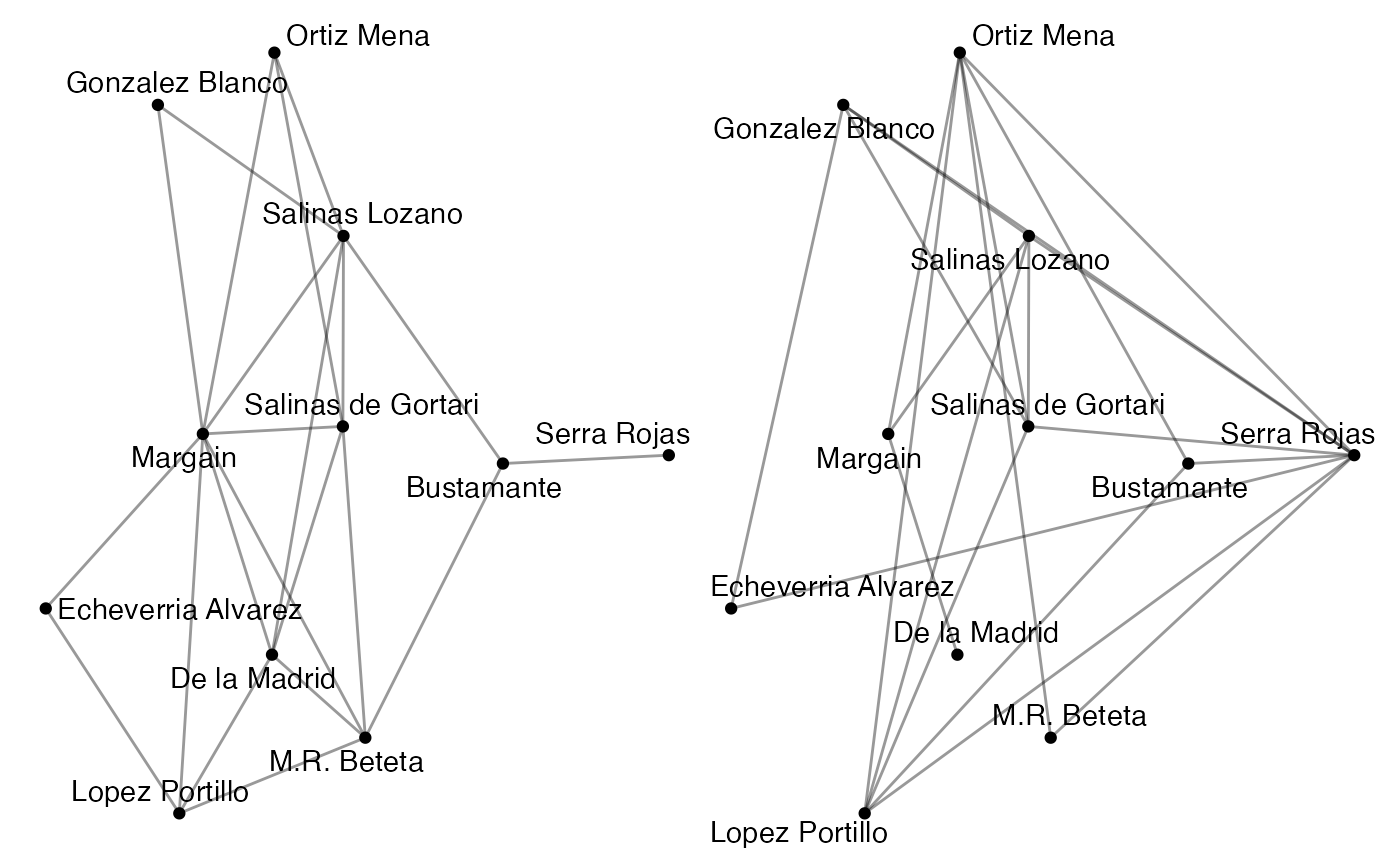 Ortiz Mena
Gonzalez Blanco
Salinas Lozano
Salinas de Gortari
Serra Rojas
Margain
Bustamante
Echeverria Alvarez
De la Madrid
M.R. Beteta
Lopez Portillo
Ortiz Mena
Gonzalez Blanco
Salinas Lozano
Salinas de Gortari
Serra Rojas
Margain
Bustamante
Echeverria Alvarez
De la Madrid
M.R. Beteta
Lopez Portillo